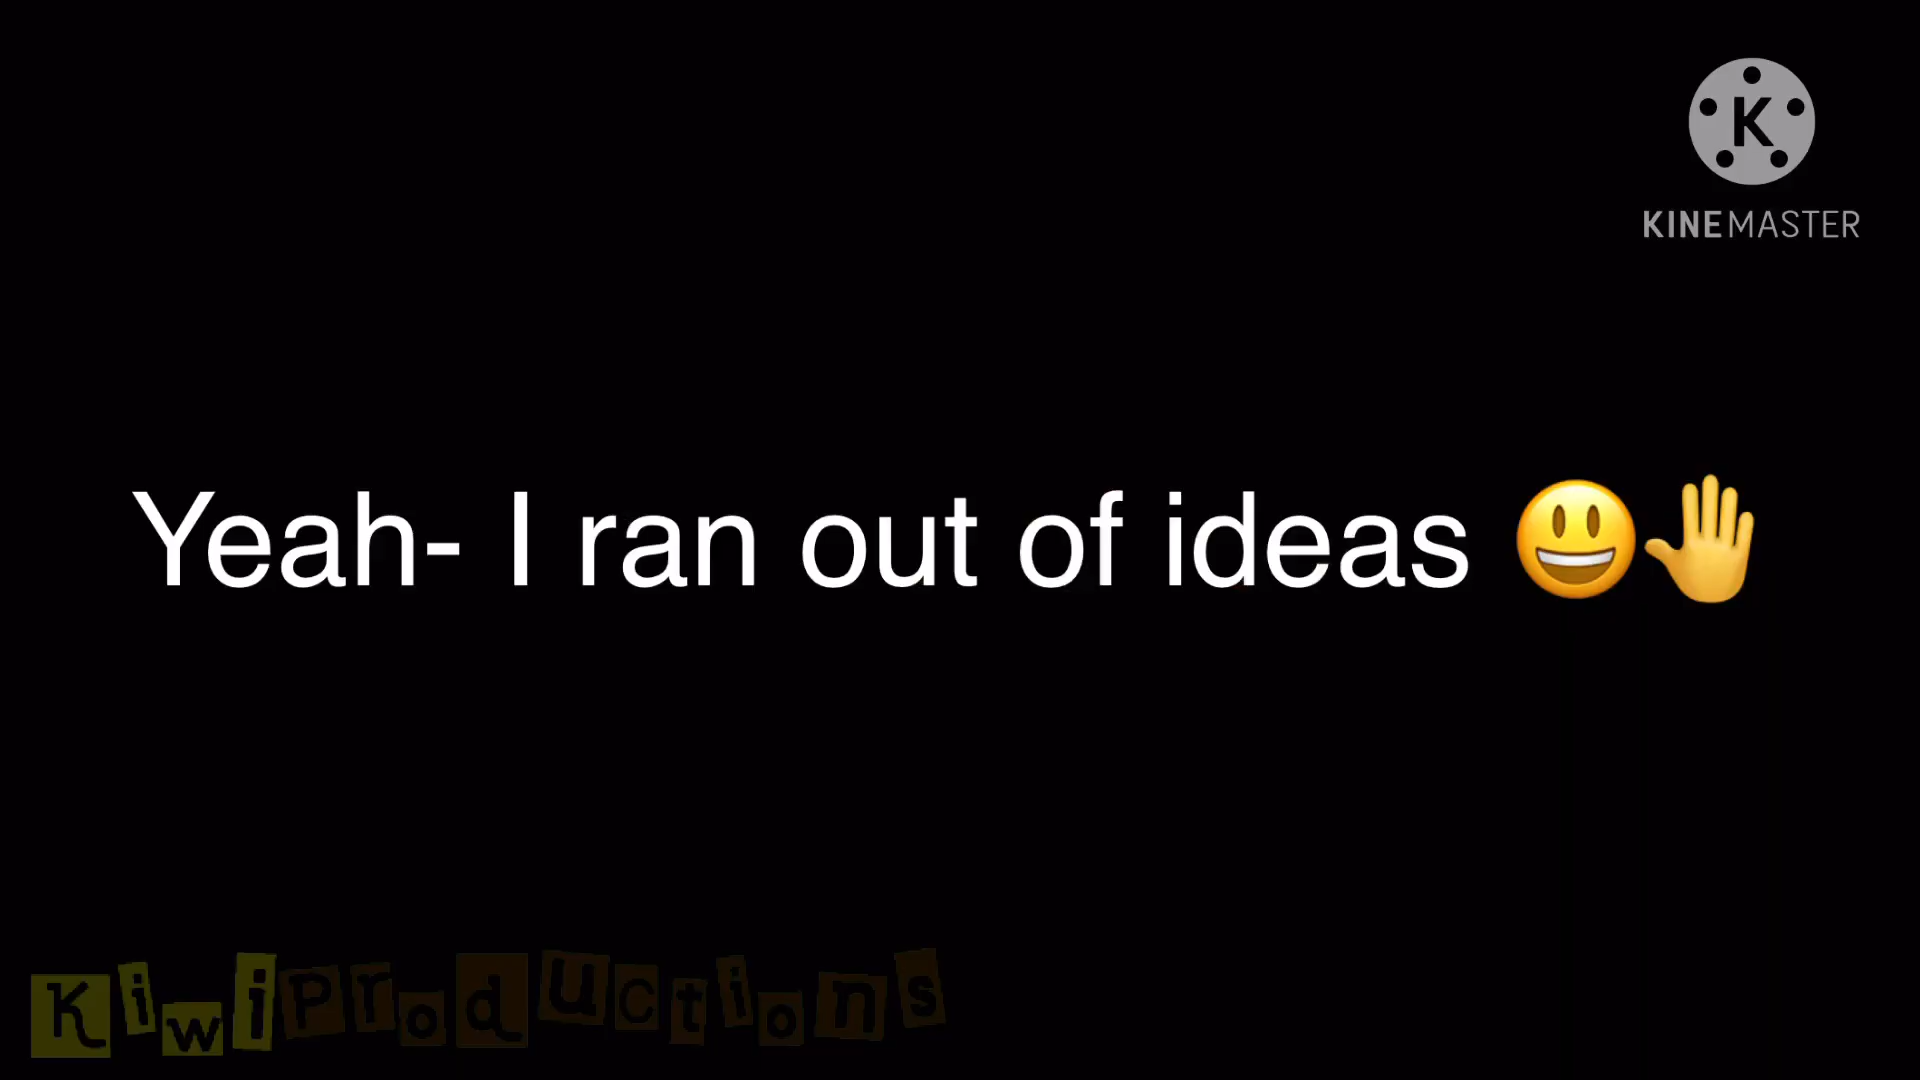 K
KINEMASTER
Yeah- I ran out of ideas 😃🤚
KiwiProductions